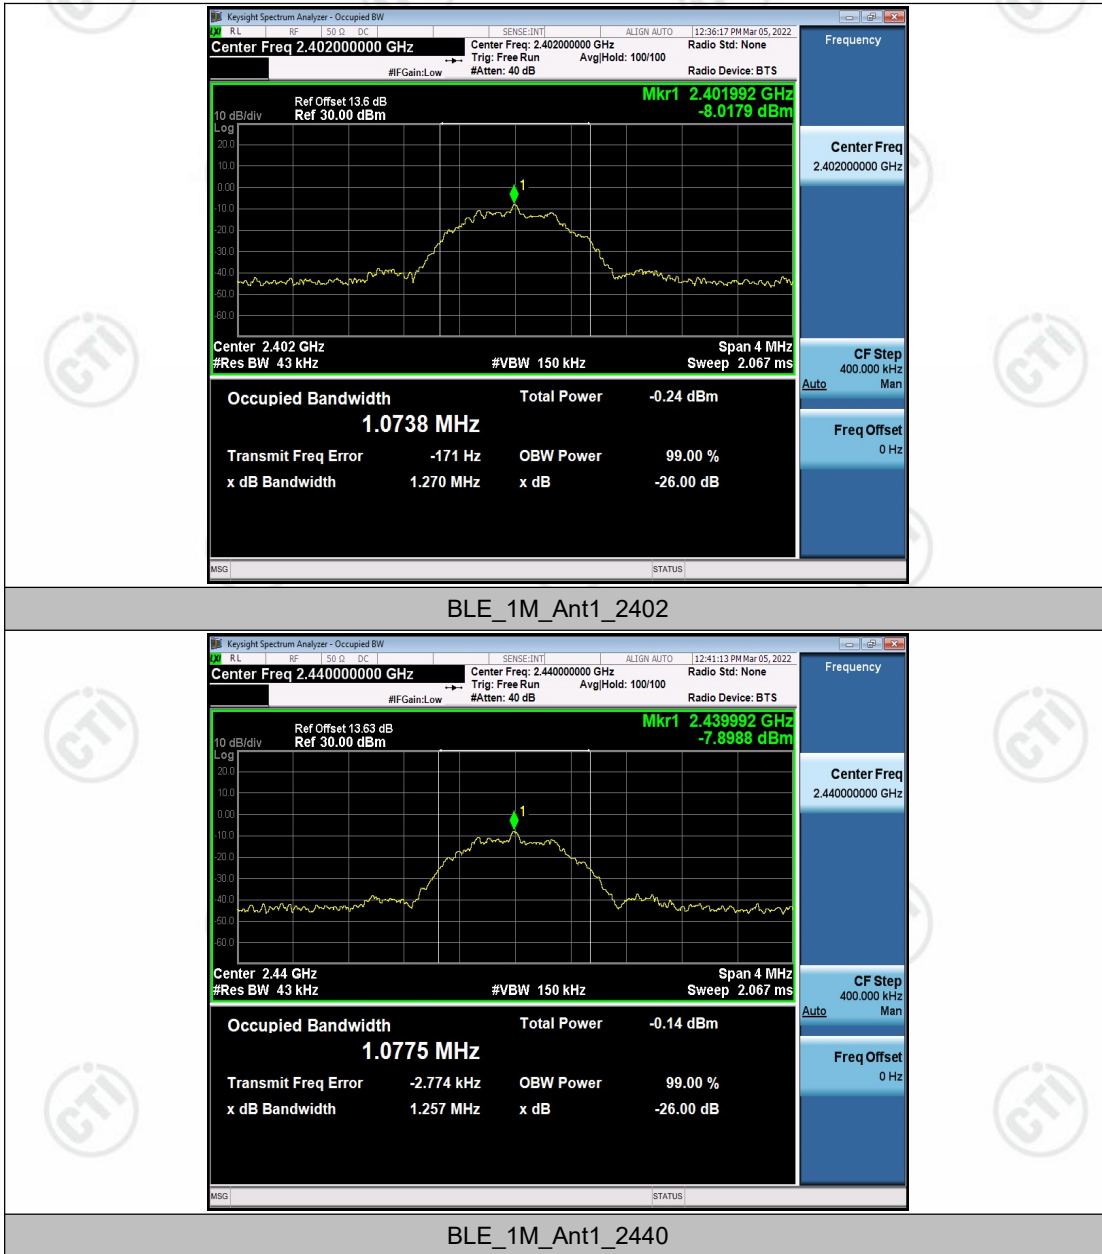 Keysight Spectrum Analyzer - Occupied BW
LXI RL RF 50 Ω DC SENSE:INT ALIGN AUTO 12:36:17 PM Mar 05, 2022
Center Freq 2.402000000 GHz
Center Freq: 2.402000000 GHz Radio Std: None
Trig: Free Run Avg|Hold: 100/100
#IFGain:Low #Atten: 40 dB Radio Device: BTS
Frequency
Mkr1 2.401992 GHz
-8.0179 dBm
Ref Offset 13.6 dB
10 dB/div Ref 30.00 dBm
Log
20.0
10.0
0.00
-10.0
-20.0
-30.0
-40.0
-50.0
-60.0
1
Center Freq
2.402000000 GHz
Center 2.402 GHz Span 4 MHz
#Res BW 43 kHz #VBW 150 kHz Sweep 2.067 ms
CF Step
400.000 kHz
Auto Man
Occupied Bandwidth Total Power -0.24 dBm
1.0738 MHz
Transmit Freq Error -171 Hz OBW Power 99.00 %
x dB Bandwidth 1.270 MHz x dB -26.00 dB
Freq Offset
0 Hz
MSG STATUS
BLE_1M_Ant1_2402
Keysight Spectrum Analyzer - Occupied BW
LXI RL RF 50 Ω DC SENSE:INT ALIGN AUTO 12:41:13 PM Mar 05, 2022
Center Freq 2.440000000 GHz
Center Freq: 2.440000000 GHz Radio Std: None
Trig: Free Run Avg|Hold: 100/100
#IFGain:Low #Atten: 40 dB Radio Device: BTS
Frequency
Mkr1 2.439992 GHz
-7.8988 dBm
Ref Offset 13.63 dB
10 dB/div Ref 30.00 dBm
Log
20.0
10.0
0.00
-10.0
-20.0
-30.0
-40.0
-50.0
-60.0
1
Center Freq
2.440000000 GHz
Center 2.44 GHz Span 4 MHz
#Res BW 43 kHz #VBW 150 kHz Sweep 2.067 ms
CF Step
400.000 kHz
Auto Man
Occupied Bandwidth Total Power -0.14 dBm
1.0775 MHz
Transmit Freq Error -2.774 kHz OBW Power 99.00 %
x dB Bandwidth 1.257 MHz x dB -26.00 dB
Freq Offset
0 Hz
MSG STATUS
BLE_1M_Ant1_2440
CTI
CTI
CTI
CTI
CTI
CTI